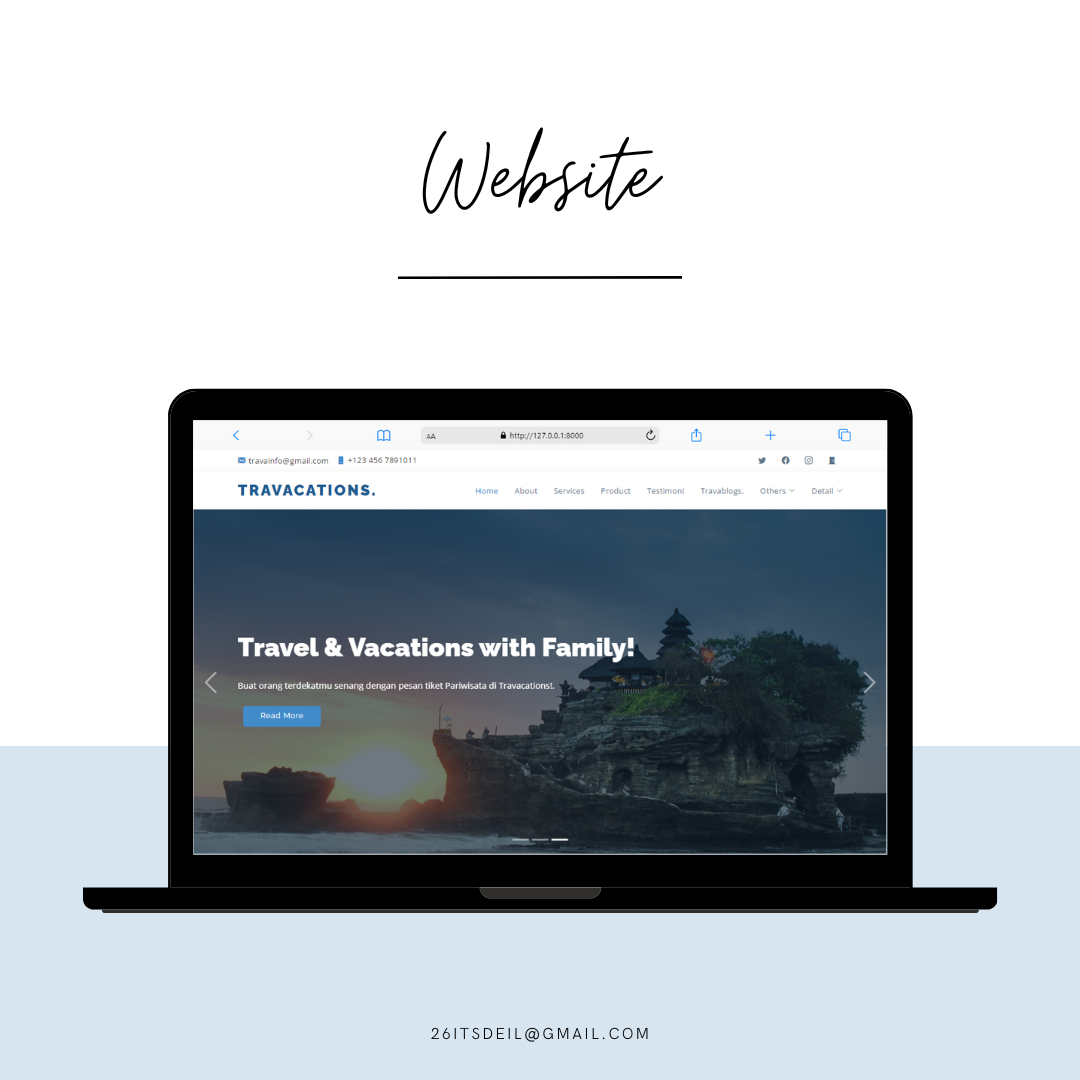 Website
AA http://127.0.0.1:8000
travainfo@gmail.com +123 456 7891011
TRAVACATIONS. Home About Services Product Testimoni Travablogs. Others Detail
Travel & Vacations with Family!
Buat orang terdekatmu senang dengan pesan tiket Pariwisata di Travacations!.
Read More
26ITSDEIL@GMAIL.COM